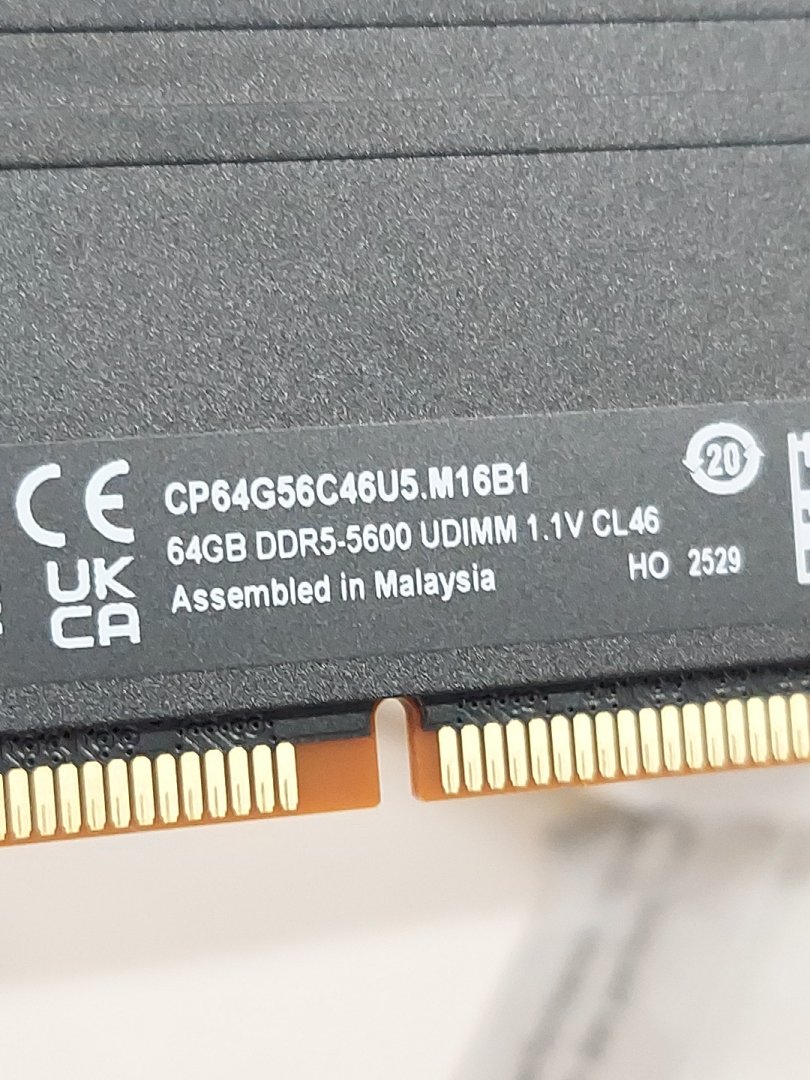 CE
UK
CA
CP64G56C46U5.M16B1
64GB DDR5-5600 UDIMM 1.1V CL46
Assembled in Malaysia
20
HO 2529